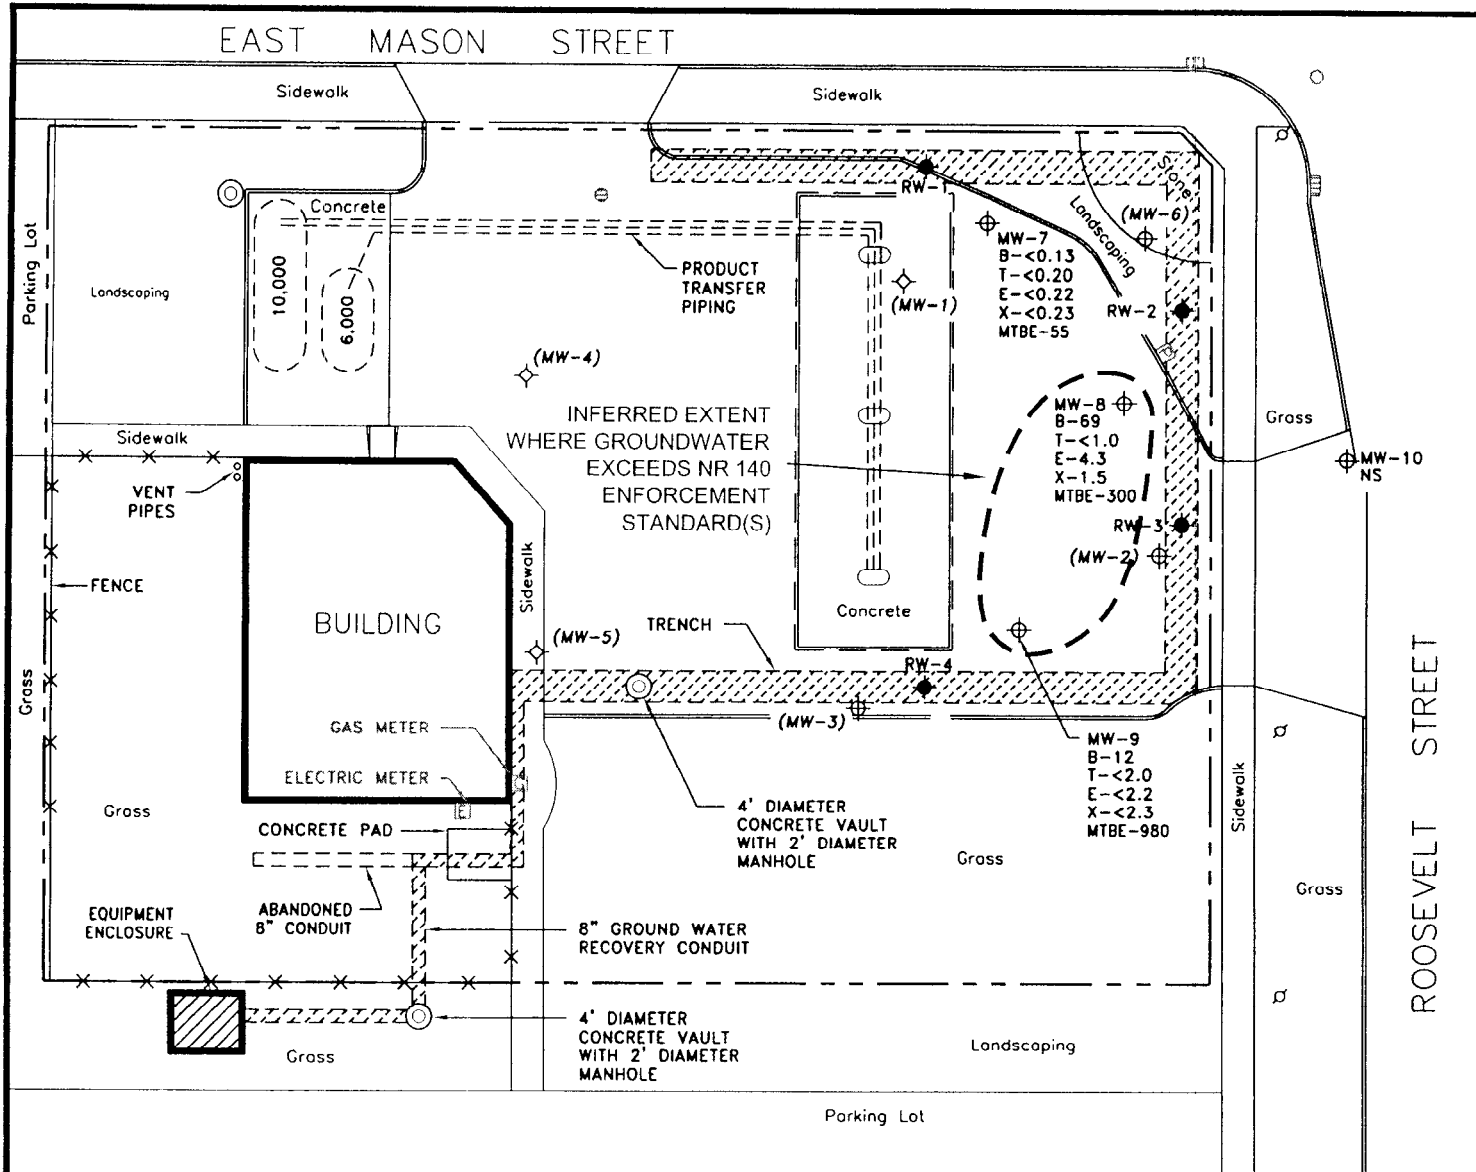 EAST MASON STREET
Sidewalk
Sidewalk
Parking Lot
Landscaping
Concrete
10,000
6,000
PRODUCT
TRANSFER
PIPING
RW-1
(MW-1)
MW-7
B-<0.13
T-<0.20
E-<0.22
X-<0.23
MTBE-55
Landscaping
Stone
(MW-6)
RW-2
(MW-4)
INFERRED EXTENT
WHERE GROUNDWATER
EXCEEDS NR 140
ENFORCEMENT
STANDARD(S)
MW-8
B-69
T-<1.0
E-4.3
X-1.5
MTBE-300
Grass
MW-10
NS
Sidewalk
VENT
PIPES
RW-3
(MW-2)
FENCE
BUILDING
Sidewalk
Concrete
TRENCH
(MW-5)
RW-4
(MW-3)
Grass
GAS METER
ELECTRIC METER
E
MW-9
B-12
T-<2.0
E-<2.2
X-<2.3
MTBE-980
Sidewalk
ROOSEVELT STREET
Grass
CONCRETE PAD
4' DIAMETER
CONCRETE VAULT
WITH 2' DIAMETER
MANHOLE
Grass
Grass
ABANDONED
8" CONDUIT
EQUIPMENT
ENCLOSURE
8" GROUND WATER
RECOVERY CONDUIT
4' DIAMETER
CONCRETE VAULT
WITH 2' DIAMETER
MANHOLE
Grass
Landscaping
Parking Lot